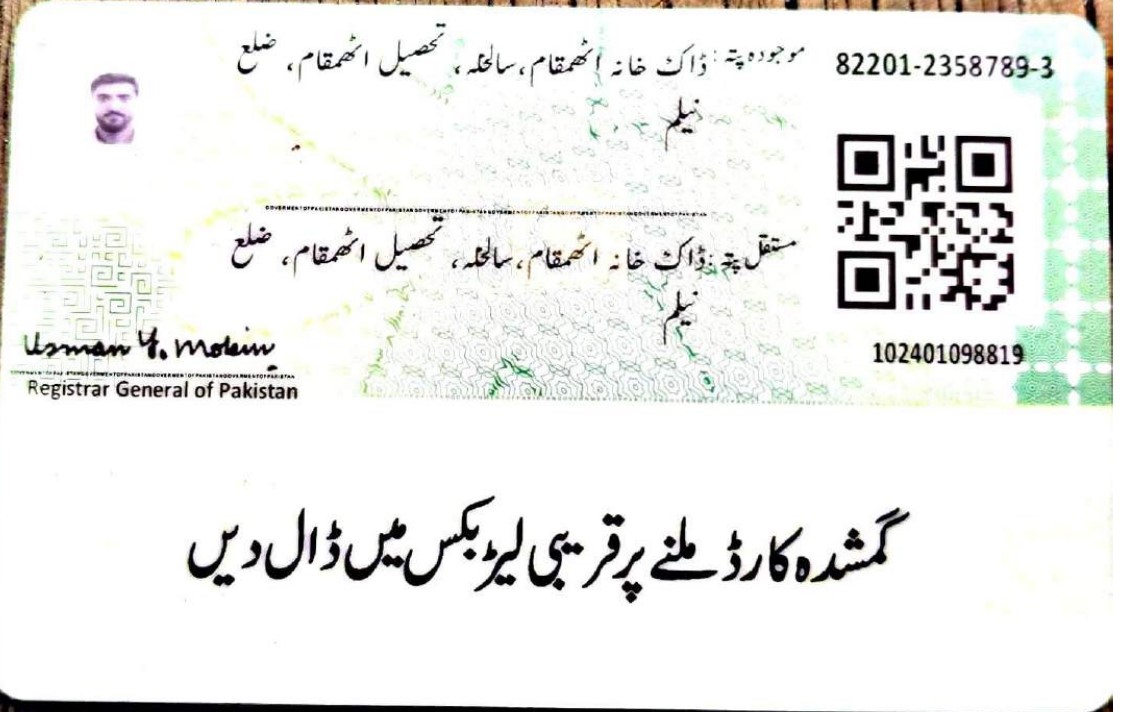 موجودہ پتہ: ڈاک خانہ اٹھمقام، سالخلہ، تحصیل اٹھمقام، ضلع
نیلم
82201-2358789-3
GOVERNMENTOFPAKISTANGOVERNMENTOFPAKISTANGOVERNMENTOFPAKISTANGOVERNMENTOFPAKISTANGOVERNMENTOFPAKISTAN
مستقل پتہ: ڈاک خانہ اٹھمقام، سالخلہ، تحصیل اٹھمقام، ضلع
نیلم
102401098819
Usman Y. Mobin
Registrar General of Pakistan
گمشدہ کارڈ ملنے پر قریبی لیٹر بکس میں ڈال دیں